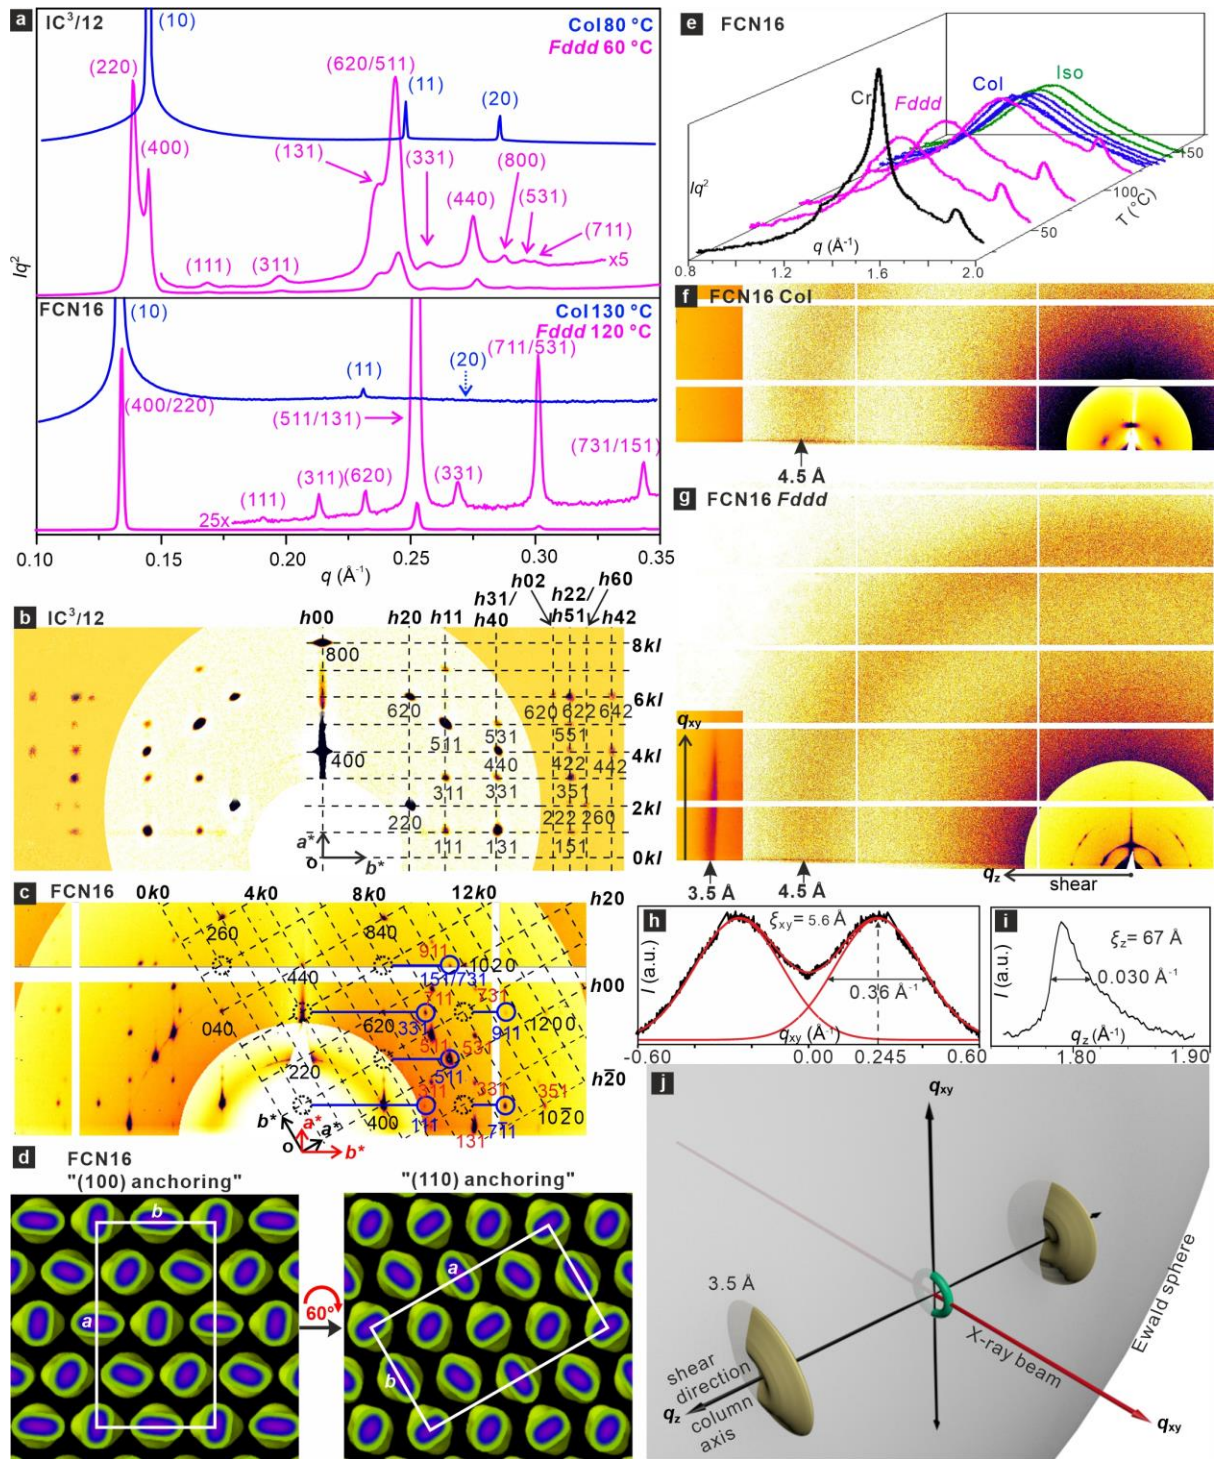 a IC³/12
(10)
Col 80 °C
Fddd 60 °C
(220)
(620/511)
(11)
(20)
(400)
(131)
(331)
(800)
(440)
(531)
(711)
(111)
(311)
x5
Iq²
FCN16
(10)
Col 130 °C
Fddd 120 °C
(11)
(20)
(711/531)
(400/220)
(511/131)
(731/151)
(311)
(620)
(331)
(111)
25x
0.10
0.15
0.20
0.25
0.30
0.35
q (Å⁻¹)
b IC³/12
h00
h20
h11
h31/
h40
h02
h22/
h51
h60
h42
8kl
800
6kl
620
620
622
642
511
531
551
4kl
400
440
422
442
311
331
351
2kl
220
222
260
a*
111
131
151
0kl
o
b*
c FCN16
0k0
4k0
8k0
12k0
h20
260
840
911
1020
151/731
440
h00
711
731
040
620
331
911
1200
511
531
h2̄0
220
511
311
331
351
400
111
711
102̄0
131
b*
a*
a*
o
b*
d FCN16
"(100) anchoring"
"(110) anchoring"
b
a
60°
a
b
e FCN16
Cr
Fddd
Col
Iso
Iq²
150
100
50
T (°C)
q (Å⁻¹)
0.8
1.2
1.6
2.0
f FCN16 Col
4.5 Å
g FCN16 Fddd
qxy
3.5 Å
4.5 Å
qz
shear
h
ξxy= 5.6 Å
I (a.u.)
0.36 Å⁻¹
qxy (Å⁻¹)
-0.60
0.00
0.245
0.60
i
ξz= 67 Å
I (a.u.)
0.030 Å⁻¹
qz (Å⁻¹)
1.80
1.90
j
qxy
3.5 Å
Ewald sphere
X-ray beam
shear
direction
column
axis
qz
qxy